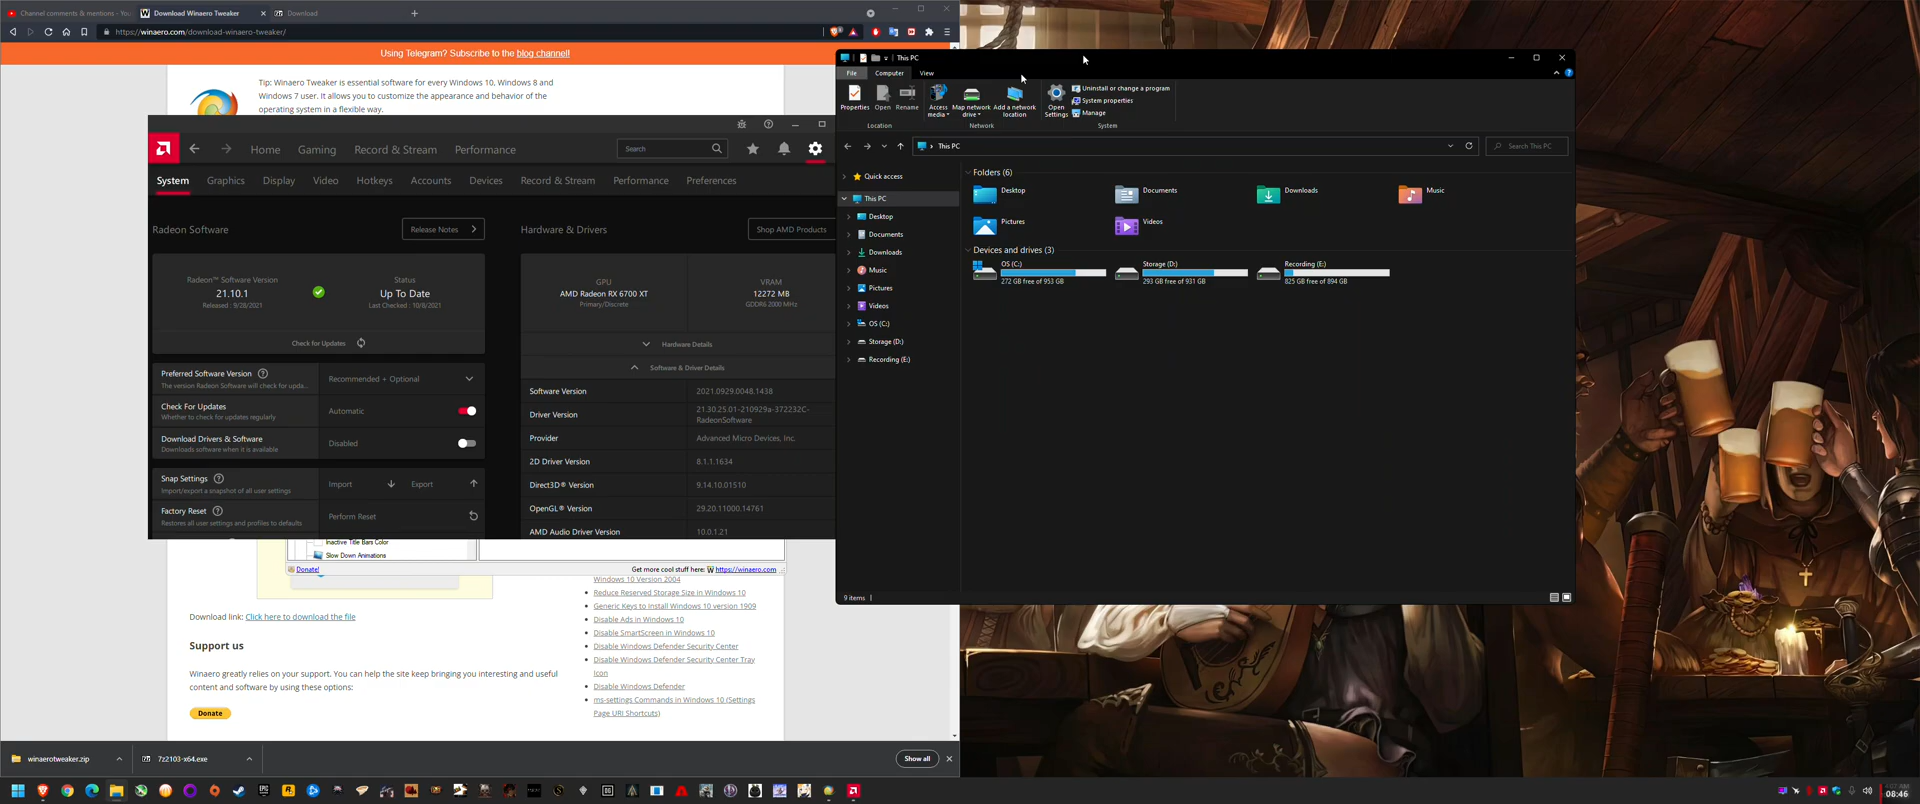 Channel comments & mentions - You
Download Winaero Tweaker
Download
https://winaero.com/download-winaero-tweaker/
Using Telegram? Subscribe to the blog channel!
Tip: Winaero Tweaker is essential software for every Windows 10, Windows 8 and
Windows 7 user. It allows you to customize the appearance and behavior of the
operating system in a flexible way.
Home
Gaming
Record & Stream
Performance
Search
System
Graphics
Display
Video
Hotkeys
Accounts
Devices
Record & Stream
Performance
Preferences
Radeon Software
Release Notes
Hardware & Drivers
Shop AMD Products
Radeon™ Software Version
21.10.1
Released : 9/28/2021
Status
Up To Date
Last Checked : 10/8/2021
Check for Updates
GPU
AMD Radeon RX 6700 XT
Primary/Discrete
VRAM
12272 MB
GDDR6 2000 MHz
Hardware Details
Software & Driver Details
Preferred Software Version
The version Radeon Software will check for upda...
Recommended + Optional
Check For Updates
Whether to check for updates regularly
Automatic
Download Drivers & Software
Downloads software when it is available
Disabled
Snap Settings
Import/export a snapshot of all user settings
Import
Export
Factory Reset
Restores all user settings and profiles to defaults
Perform Reset
Software Version
2021.0929.0048.1438
Driver Version
21.30.25.01-210929a-372232C-
RadeonSoftware
Provider
Advanced Micro Devices, Inc.
2D Driver Version
8.1.1.1634
Direct3D® Version
9.14.10.01510
OpenGL® Version
29.20.11000.14761
AMD Audio Driver Version
10.0.1.21
Inactive Title Bars Color
Slow Down Animations
Donate!
Get more cool stuff here:
https://winaero.com
Download link: Click here to download the file
Support us
Winaero greatly relies on your support. You can help the site keep bringing you interesting and useful
content and software by using these options:
Donate
Windows 10 Version 2004
Reduce Reserved Storage Size in Windows 10
Generic Keys to Install Windows 10 version 1909
Disable Ads in Windows 10
Disable SmartScreen in Windows 10
Disable Windows Defender Security Center
Disable Windows Defender Security Center Tray
Icon
Disable Windows Defender
ms-settings Commands in Windows 10 (Settings
Page URI Shortcuts)
winaerotweaker.zip
7z2103-x64.exe
Show all
This PC
File
Computer
View
Properties
Open
Rename
Access
media
Map network
drive
Add a network
location
Open
Settings
Uninstall or change a program
System properties
Manage
Location
Network
System
This PC
Search This PC
Quick access
This PC
Desktop
Documents
Downloads
Music
Pictures
Videos
OS (C:)
Storage (D:)
Recording (E:)
Folders (6)
Desktop
Documents
Downloads
Music
Pictures
Videos
Devices and drives (3)
OS (C:)
272 GB free of 953 GB
Storage (D:)
293 GB free of 931 GB
Recording (E:)
825 GB free of 894 GB
9 items
08:46